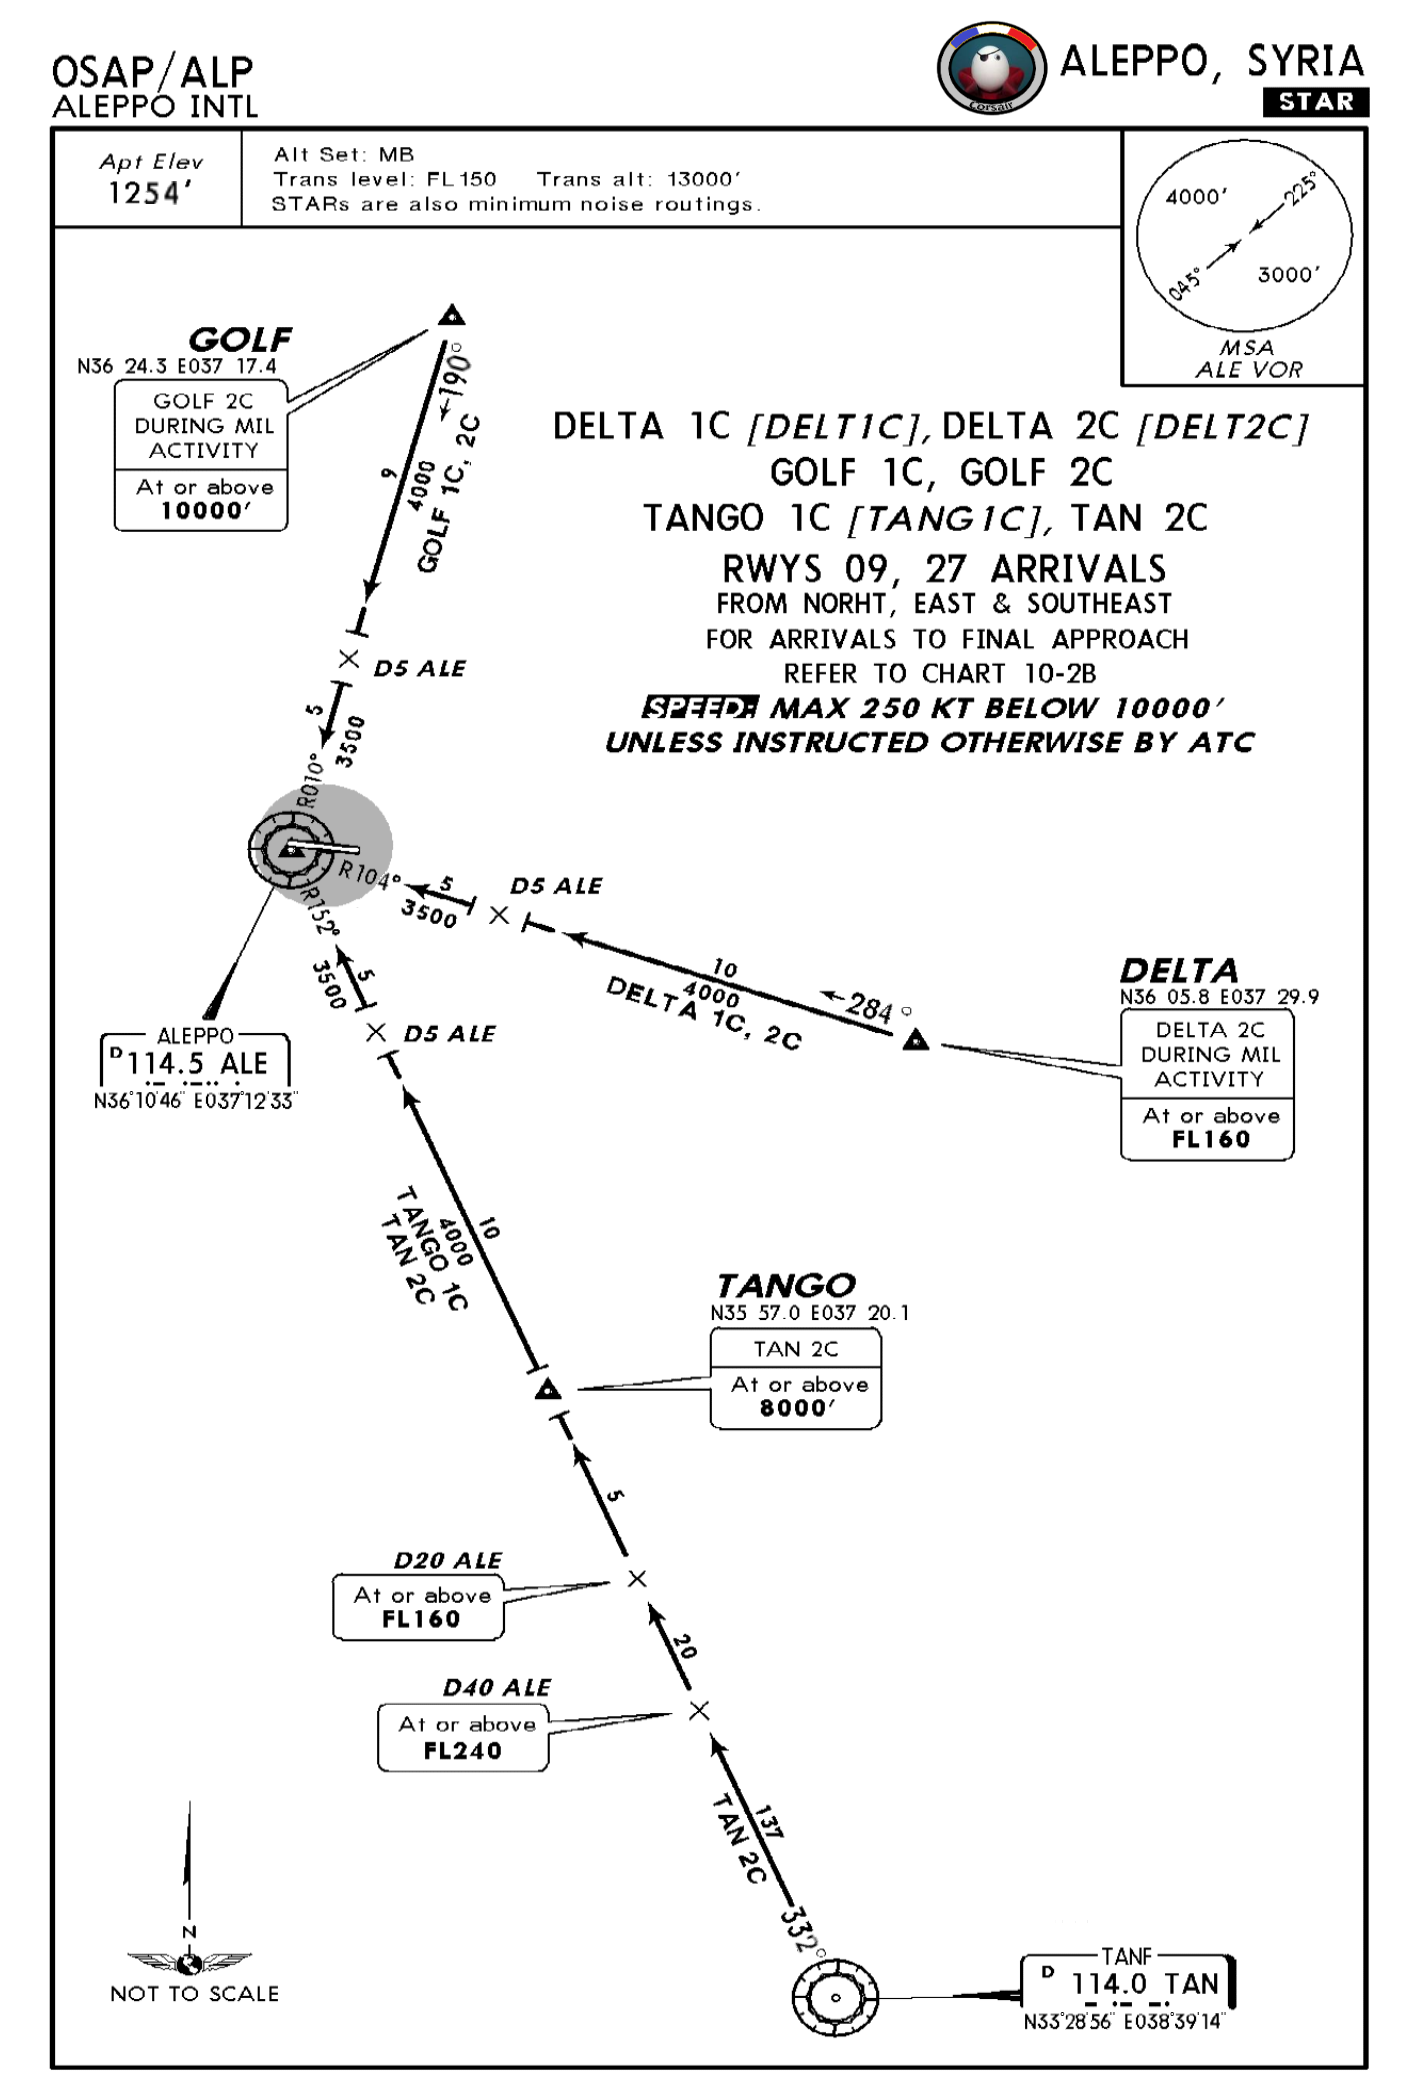 OSAP/ALP
ALEPPO INTL
Corsair
ALEPPO, SYRIA
STAR
Apt Elev
1254'
Alt Set: MB
Trans level: FL150 Trans alt: 13000'
STARs are also minimum noise routings.
4000'
225°
045°
3000'
MSA
ALE VOR
GOLF
N36 24.3 E037 17.4
GOLF 2C
DURING MIL
ACTIVITY
At or above
10000'
190°
9
4000
GOLF 1C, 2C
DELTA 1C [DELT1C], DELTA 2C [DELT2C]
GOLF 1C, GOLF 2C
TANGO 1C [TANG1C], TAN 2C
RWYS 09, 27 ARRIVALS
FROM NORHT, EAST & SOUTHEAST
FOR ARRIVALS TO FINAL APPROACH
REFER TO CHART 10-2B
SPEED: MAX 250 KT BELOW 10000'
UNLESS INSTRUCTED OTHERWISE BY ATC
D5 ALE
5
3500
R010°
R104°
5
3500
D5 ALE
R152°
5
3500
D5 ALE
10
4000
DELTA 1C, 2C
284°
DELTA
N36 05.8 E037 29.9
DELTA 2C
DURING MIL
ACTIVITY
At or above
FL160
ALEPPO
D 114.5 ALE
N36°10'46" E037°12'33"
10
4000
TANGO 1C
TAN 2C
TANGO
N35 57.0 E037 20.1
TAN 2C
At or above
8000'
5
D20 ALE
At or above
FL160
20
D40 ALE
At or above
FL240
137
TAN 2C
332°
N
NOT TO SCALE
TANF
D 114.0 TAN
N33°28'56" E038°39'14"